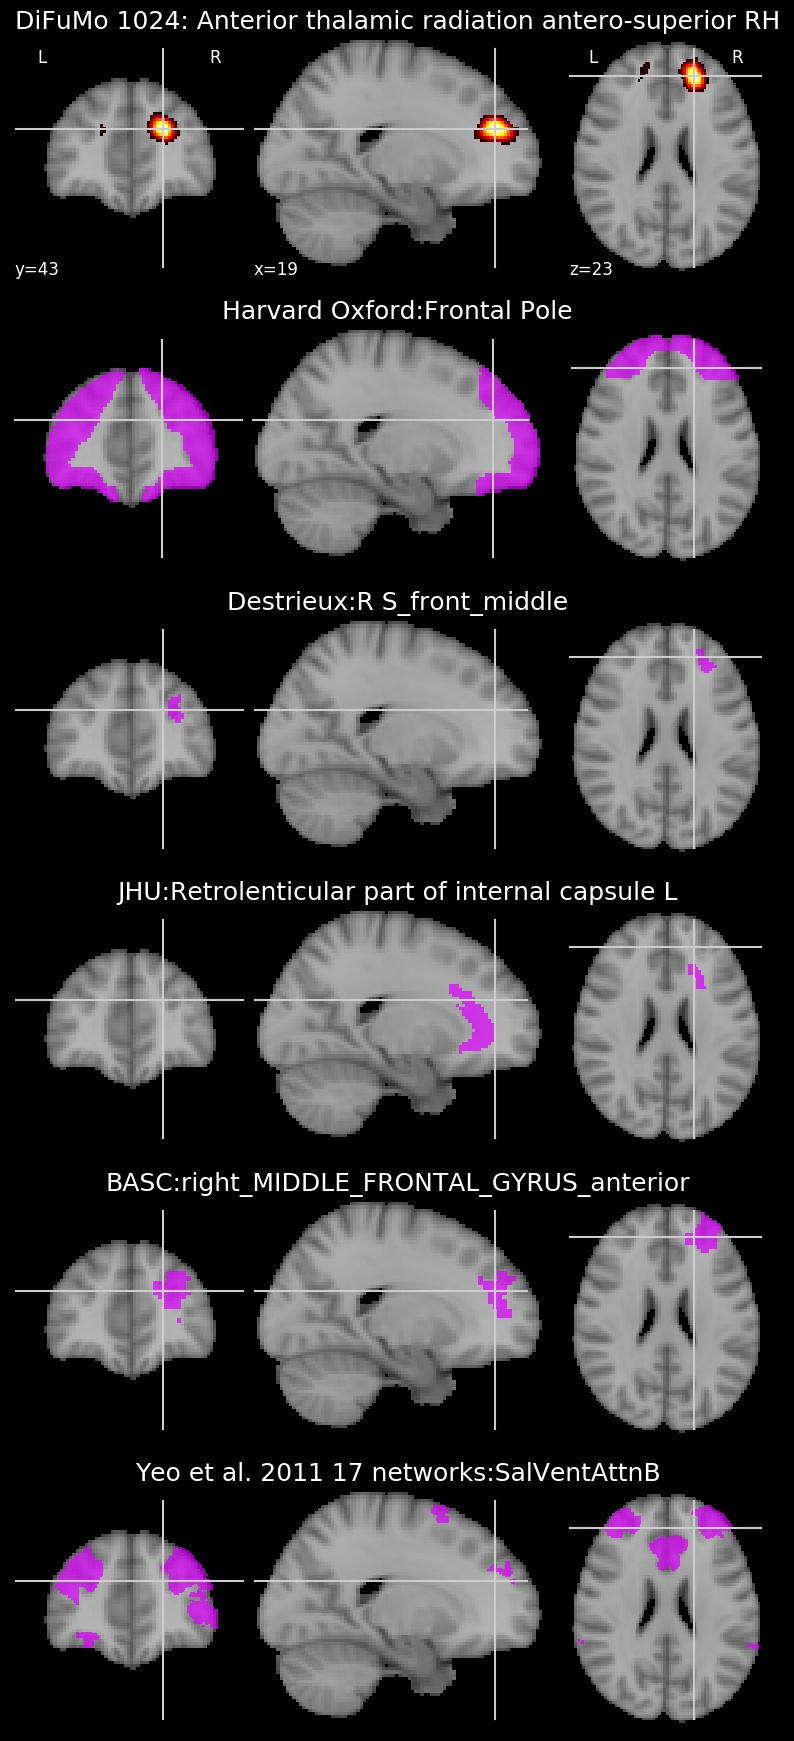 DiFuMo 1024: Anterior thalamic radiation antero-superior RH
L R L R
y=43 x=19 z=23
Harvard Oxford:Frontal Pole
Destrieux:R S_front_middle
JHU:Retrolenticular part of internal capsule L
BASC:right_MIDDLE_FRONTAL_GYRUS_anterior
Yeo et al. 2011 17 networks:SalVentAttnB